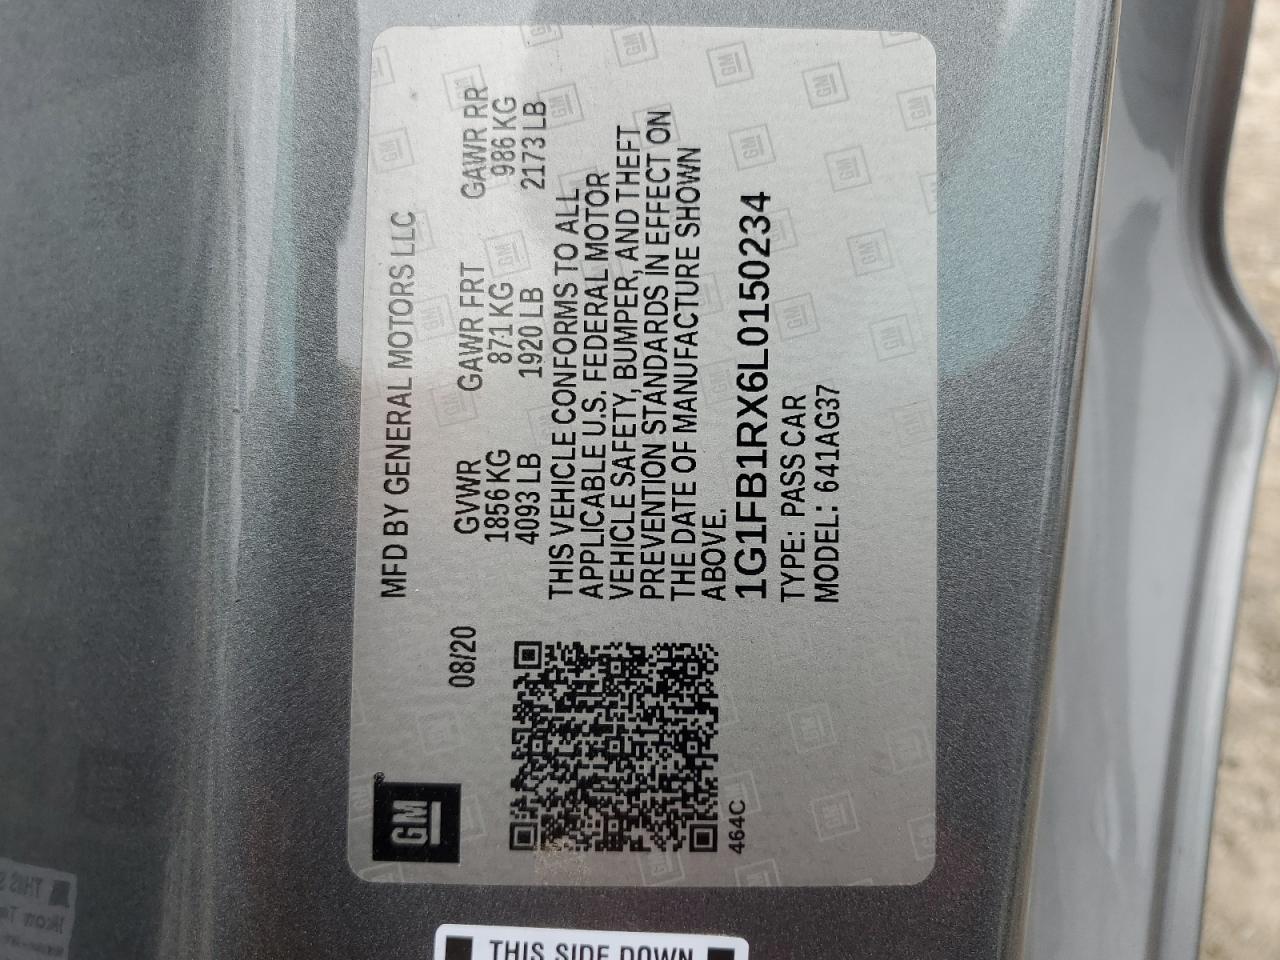 GM
MFD BY GENERAL MOTORS LLC
08/20
GVWR GAWR FRT GAWR RR
1856 KG 871 KG 986 KG
4093 LB 1920 LB 2173 LB
THIS VEHICLE CONFORMS TO ALL
APPLICABLE U.S. FEDERAL MOTOR
VEHICLE SAFETY, BUMPER, AND THEFT
PREVENTION STANDARDS IN EFFECT ON
THE DATE OF MANUFACTURE SHOWN
ABOVE.
1G1FB1RX6L0150234
TYPE: PASS CAR
MODEL: 641AG37
464C
THIS SIDE DOWN